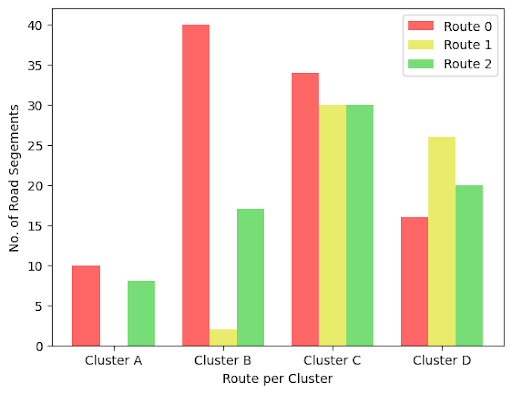 40
35
30
25
20
15
10
5
0
No. of Road Segements
Route 0
Route 1
Route 2
Cluster A Cluster B Cluster C Cluster D
Route per Cluster